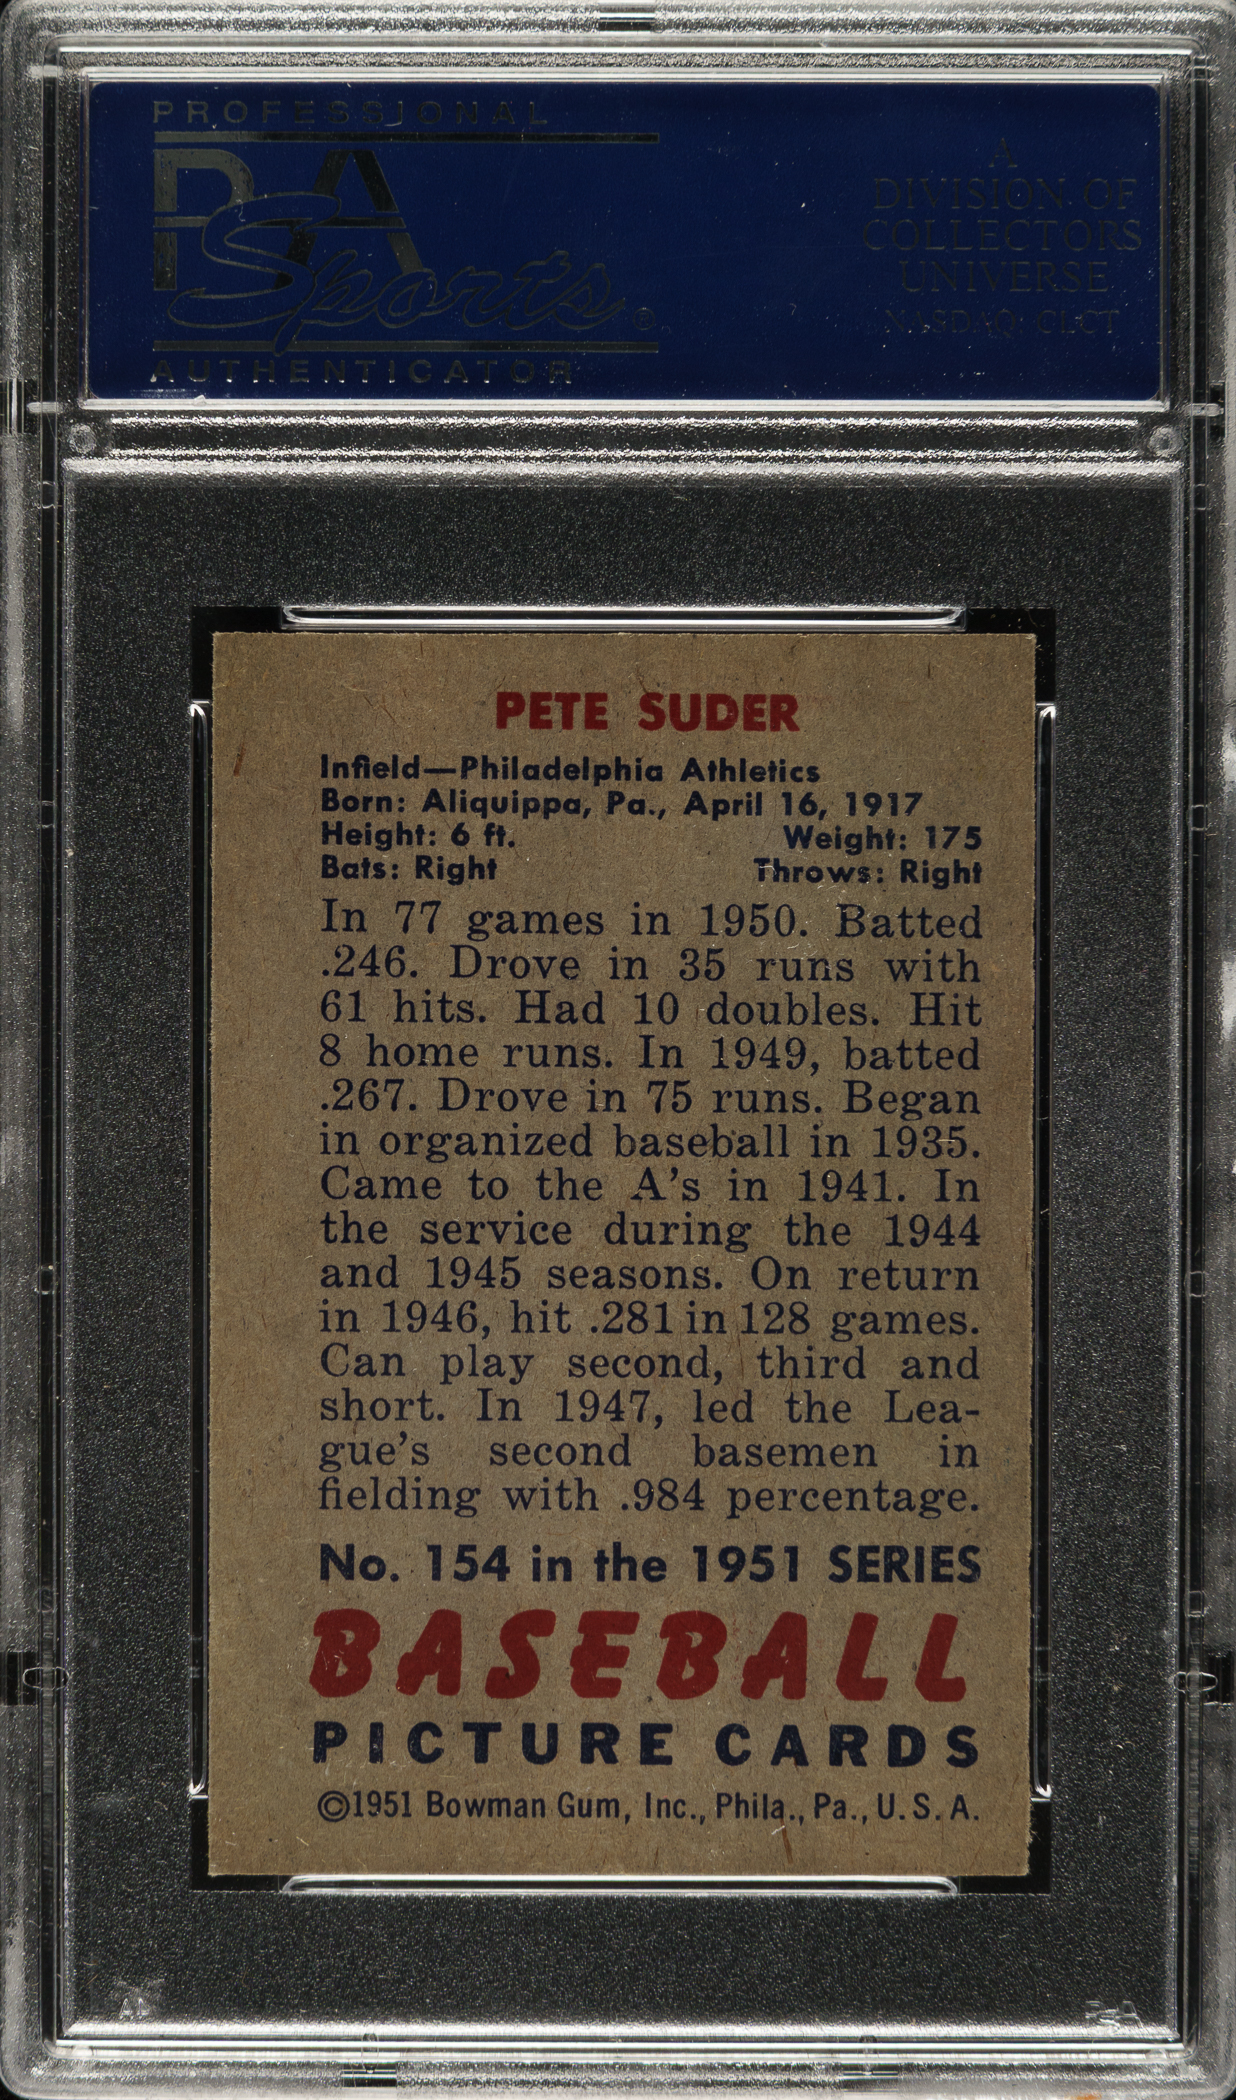 PROFESSIONAL
PSA
Sports®
AUTHENTICATOR
A
DIVISION OF
COLLECTORS
UNIVERSE
NASDAQ: CLCT
PETE SUDER
Infield—Philadelphia Athletics
Born: Aliquippa, Pa., April 16, 1917
Height: 6 ft. Weight: 175
Bats: Right Throws: Right
In 77 games in 1950. Batted
.246. Drove in 35 runs with
61 hits. Had 10 doubles. Hit
8 home runs. In 1949, batted
.267. Drove in 75 runs. Began
in organized baseball in 1935.
Came to the A's in 1941. In
the service during the 1944
and 1945 seasons. On return
in 1946, hit .281 in 128 games.
Can play second, third and
short. In 1947, led the Lea-
gue's second basemen in
fielding with .984 percentage.
No. 154 in the 1951 SERIES
BASEBALL
PICTURE CARDS
©1951 Bowman Gum, Inc., Phila., Pa., U.S.A.
PSA